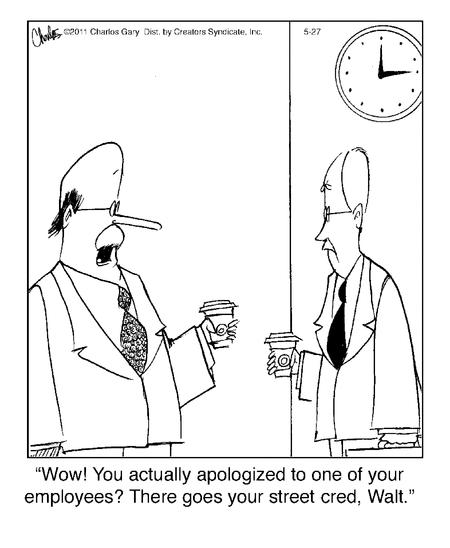 Charlos ©2011 Charlos Gary Dist. by Creators Syndicate, Inc. 5-27
“Wow! You actually apologized to one of your
employees? There goes your street cred, Walt.”